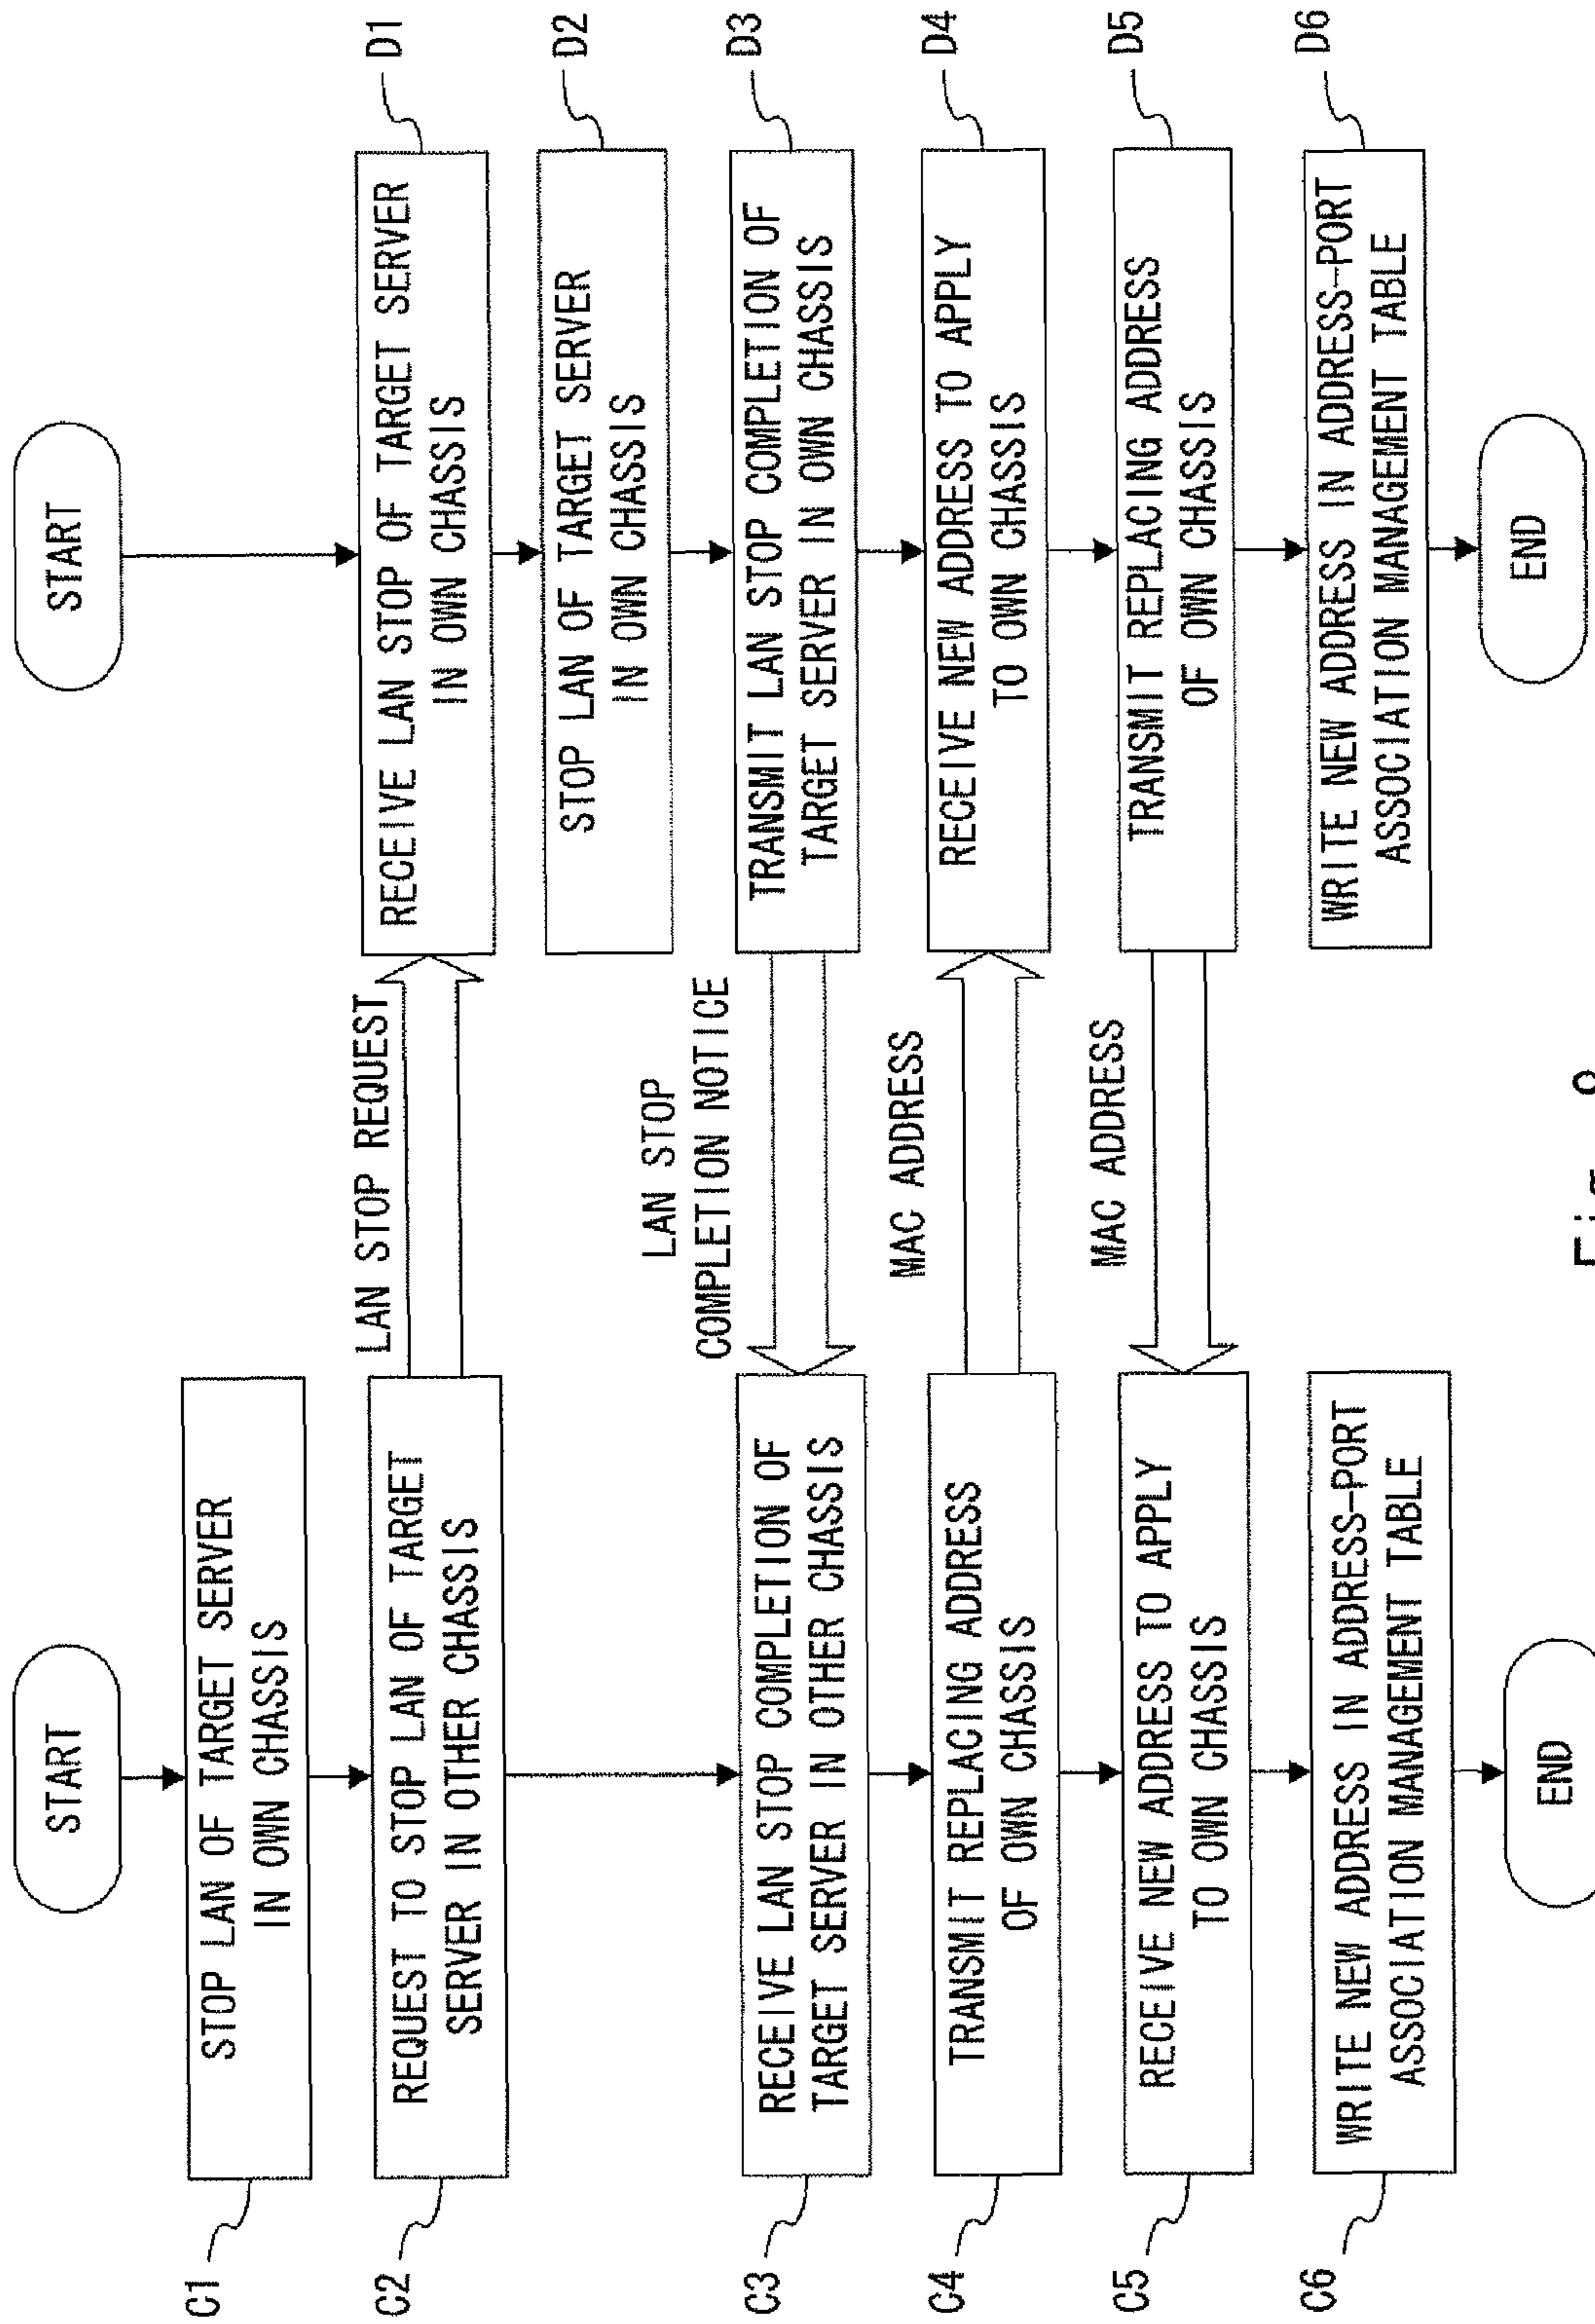 START
C1
STOP LAN OF TARGET SERVER
IN OWN CHASSIS
C2
REQUEST TO STOP LAN OF TARGET
SERVER IN OTHER CHASSIS
C3
RECEIVE LAN STOP COMPLETION OF
TARGET SERVER IN OTHER CHASSIS
C4
TRANSMIT REPLACING ADDRESS
OF OWN CHASSIS
C5
RECEIVE NEW ADDRESS TO APPLY
TO OWN CHASSIS
C6
WRITE NEW ADDRESS IN ADDRESS-PORT
ASSOCIATION MANAGEMENT TABLE
END
LAN STOP REQUEST
LAN STOP
COMPLETION NOTICE
MAC ADDRESS
MAC ADDRESS
START
RECEIVE LAN STOP OF TARGET SERVER
IN OWN CHASSIS
D1
STOP LAN OF TARGET SERVER
IN OWN CHASSIS
D2
TRANSMIT LAN STOP COMPLETION OF
TARGET SERVER IN OWN CHASSIS
D3
RECEIVE NEW ADDRESS TO APPLY
TO OWN CHASSIS
D4
TRANSMIT REPLACING ADDRESS
OF OWN CHASSIS
D5
WRITE NEW ADDRESS IN ADDRESS-PORT
ASSOCIATION MANAGEMENT TABLE
D6
END